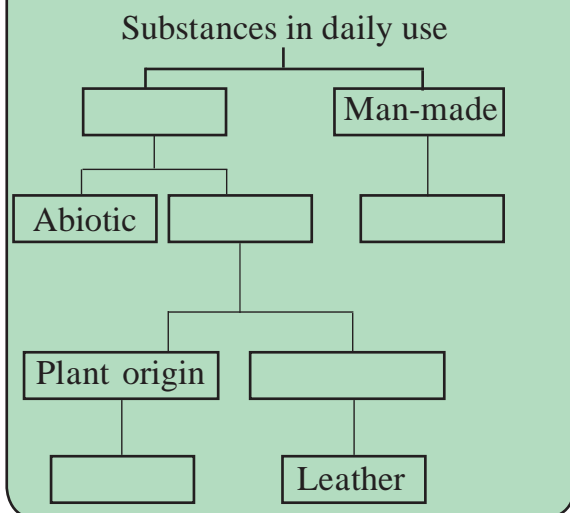 Substances in daily use
Man-made
Abiotic
Plant origin
Leather